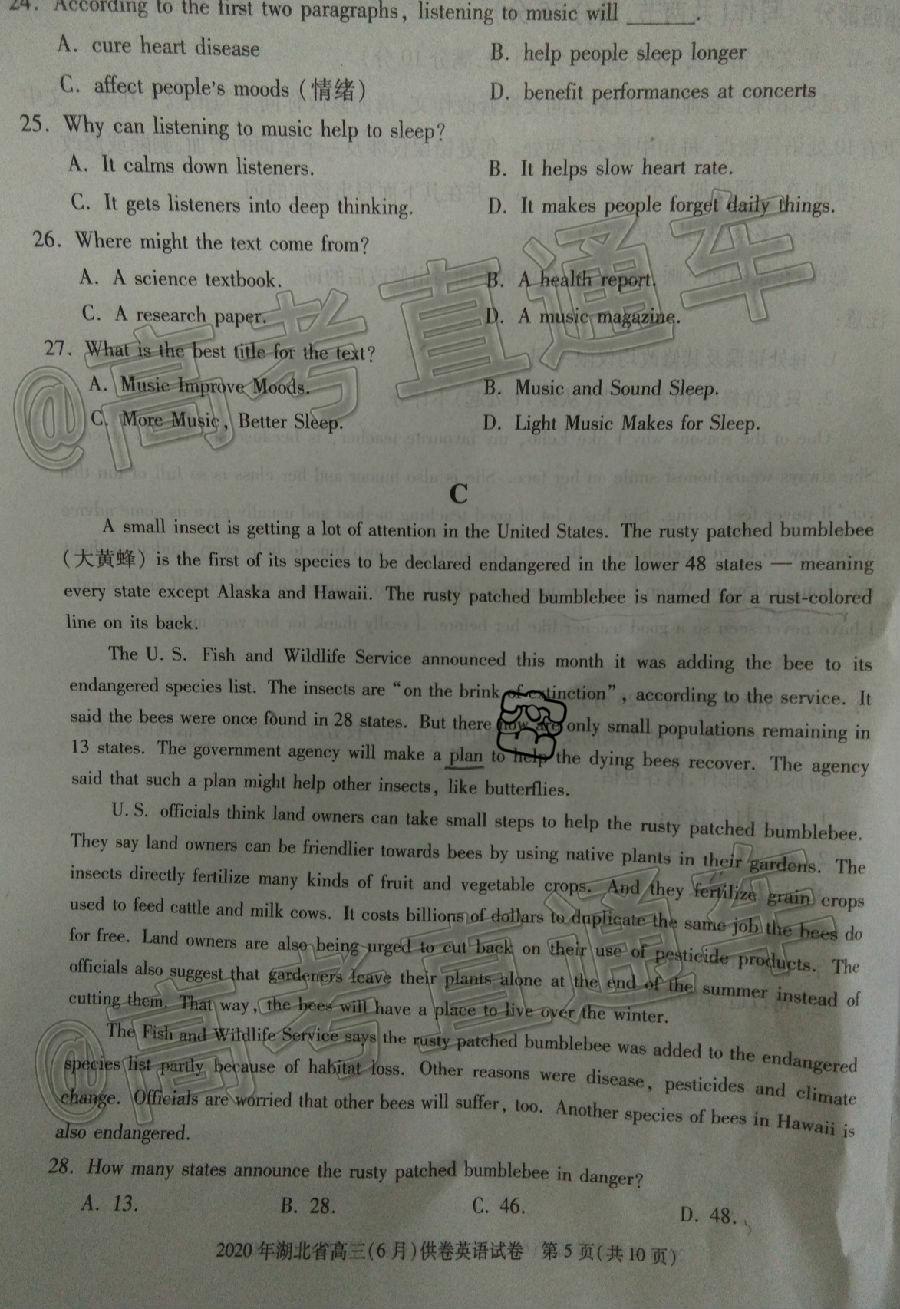 24. According to the first two paragraphs, listening to music will ______.
A. cure heart disease B. help people sleep longer
C. affect people's moods (情绪) D. benefit performances at concerts
25. Why can listening to music help to sleep?
A. It calms down listeners. B. It helps slow heart rate.
C. It gets listeners into deep thinking. D. It makes people forget daily things.
26. Where might the text come from?
A. A science textbook. B. A health report.
C. A research paper. D. A music magazine.
27. What is the best title for the text?
A. Music Improve Moods. B. Music and Sound Sleep.
C. More Music, Better Sleep. D. Light Music Makes for Sleep.
@高考直通车
C
A small insect is getting a lot of attention in the United States. The rusty patched bumblebee
(大黄蜂) is the first of its species to be declared endangered in the lower 48 states — meaning
every state except Alaska and Hawaii. The rusty patched bumblebee is named for a rust-colored
line on its back.
The U. S. Fish and Wildlife Service announced this month it was adding the bee to its
endangered species list. The insects are "on the brink of extinction", according to the service. It
said the bees were once found in 28 states. But there now are only small populations remaining in
13 states. The government agency will make a plan to help the dying bees recover. The agency
said that such a plan might help other insects, like butterflies.
U. S. officials think land owners can take small steps to help the rusty patched bumblebee.
They say land owners can be friendlier towards bees by using native plants in their gardens. The
insects directly fertilize many kinds of fruit and vegetable crops. And they fertilize grain crops
used to feed cattle and milk cows. It costs billions of dollars to duplicate the same job the bees do
for free. Land owners are also being urged to cut back on their use of pesticide products. The
officials also suggest that gardeners leave their plants alone at the end of the summer instead of
cutting them. That way, the bees will have a place to live over the winter.
The Fish and Wildlife Service says the rusty patched bumblebee was added to the endangered
species list partly because of habitat loss. Other reasons were disease, pesticides and climate
change. Officials are worried that other bees will suffer, too. Another species of bees in Hawaii is
also endangered.
@高考直通车
28. How many states announce the rusty patched bumblebee in danger?
A. 13. B. 28. C. 46. D. 48.
2020年湖北省高三(6月)供卷英语试卷 第5页(共10页)